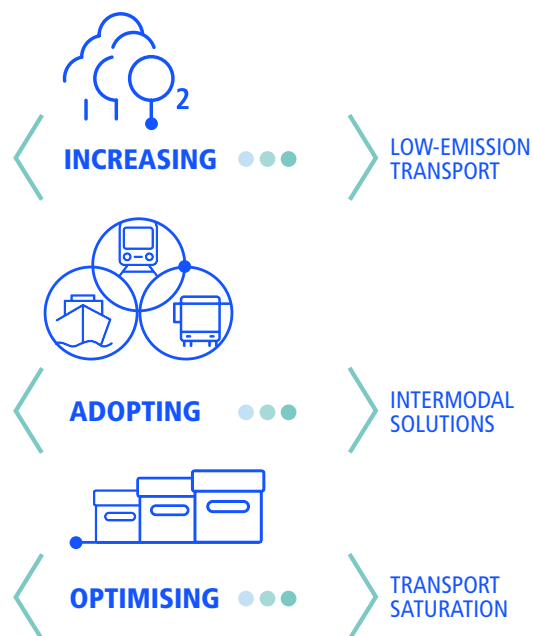 2
INCREASING
LOW-EMISSION
TRANSPORT
ADOPTING
INTERMODAL
SOLUTIONS
OPTIMISING
TRANSPORT
SATURATION